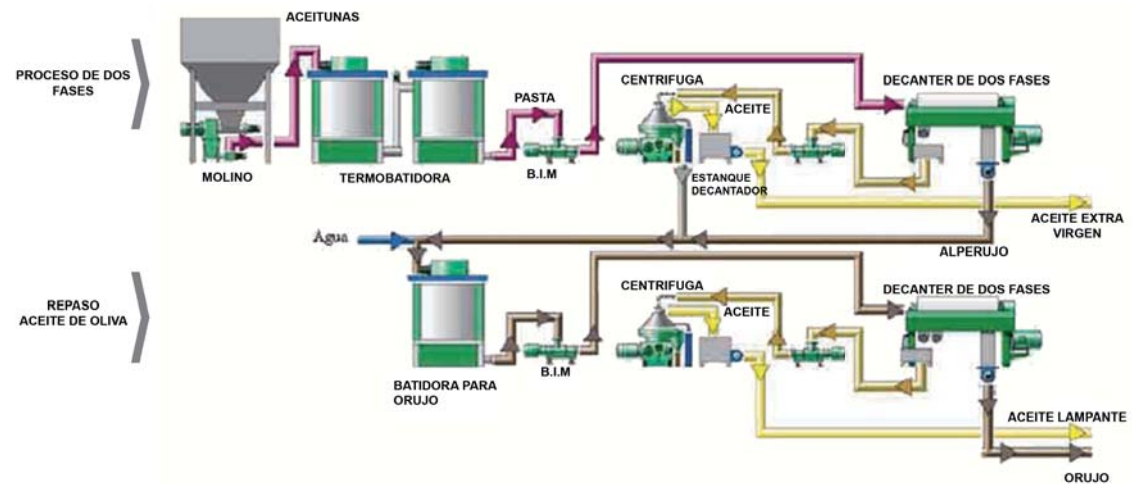 ACEITUNAS
PROCESO DE DOS
FASES
MOLINO
TERMOBATIDORA
PASTA
B.I.M
CENTRIFUGA
ACEITE
ESTANQUE
DECANTADOR
DECANTER DE DOS FASES
ACEITE EXTRA
VIRGEN
Agua
ALPERUJO
REPASO
ACEITE DE OLIVA
BATIDORA PARA
ORUJO
B.I.M
CENTRIFUGA
ACEITE
DECANTER DE DOS FASES
ACEITE LAMPANTE
ORUJO